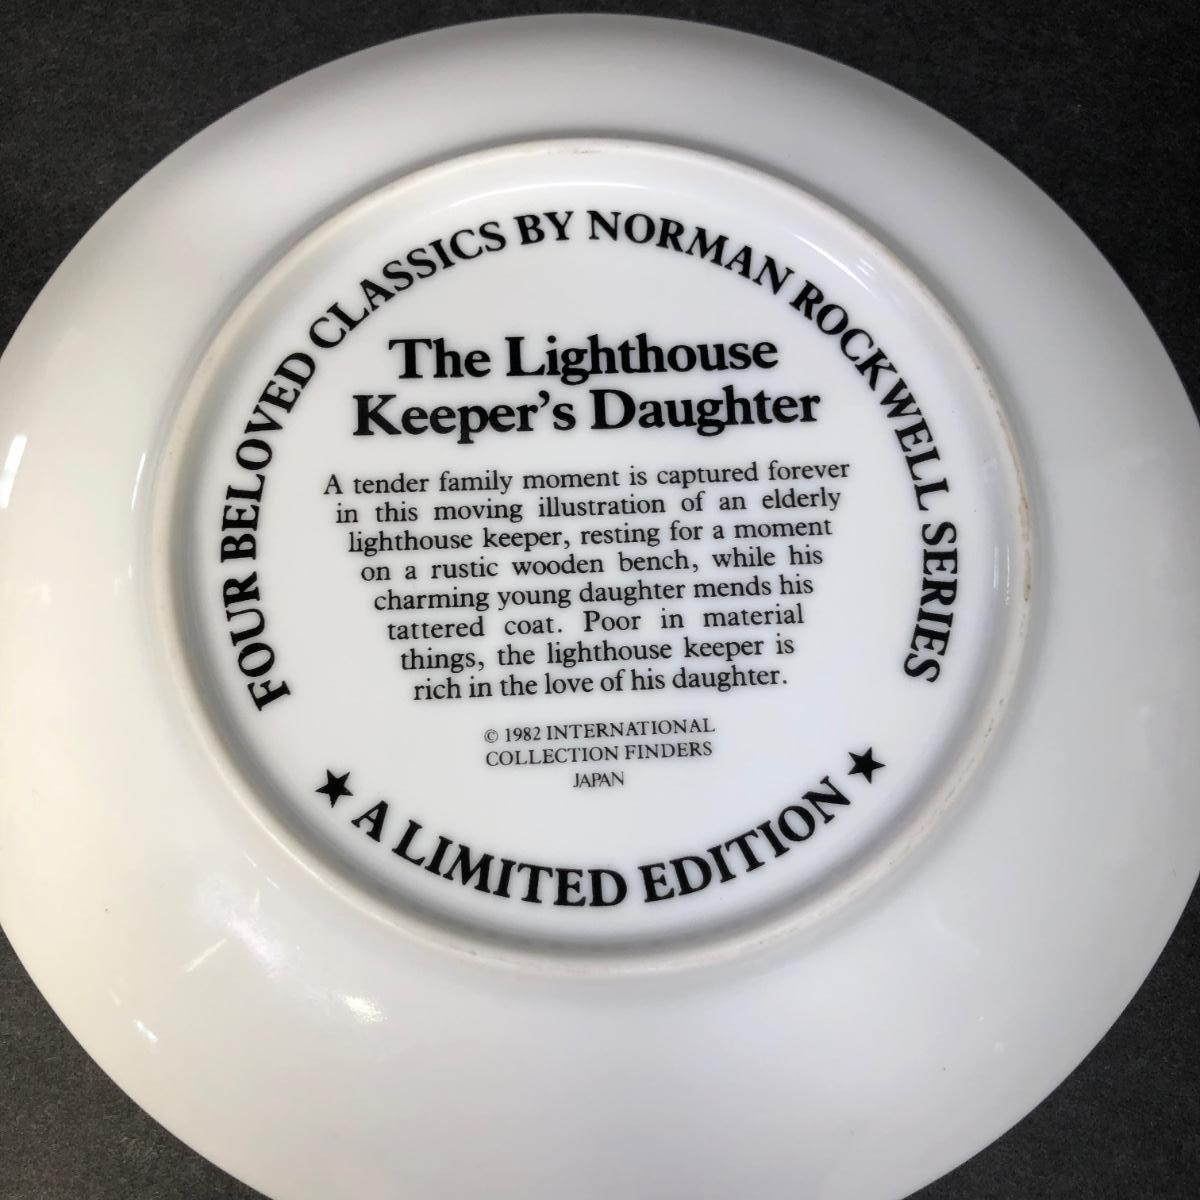 FOUR BELOVED CLASSICS BY NORMAN ROCKWELL SERIES
The Lighthouse
Keeper's Daughter
A tender family moment is captured forever
in this moving illustration of an elderly
lighthouse keeper, resting for a moment
on a rustic wooden bench, while his
charming young daughter mends his
tattered coat. Poor in material
things, the lighthouse keeper is
rich in the love of his daughter.
© 1982 INTERNATIONAL
COLLECTION FINDERS
JAPAN
★ A LIMITED EDITION ★